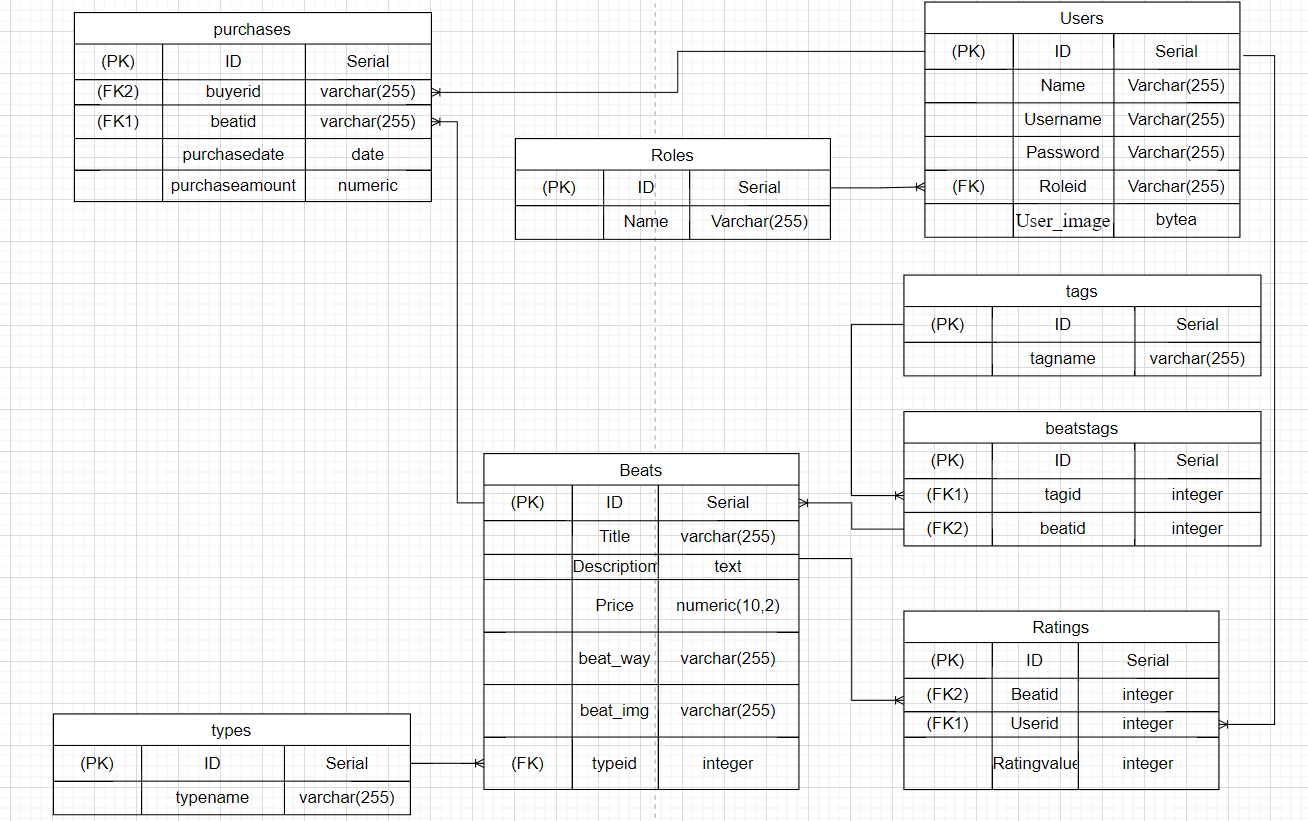 purchases
(PK) ID Serial
(FK2) buyerid varchar(255)
(FK1) beatid varchar(255)
purchasedate date
purchaseamount numeric
Users
(PK) ID Serial
Name Varchar(255)
Username Varchar(255)
Password Varchar(255)
(FK) Roleid Varchar(255)
User_image bytea
Roles
(PK) ID Serial
Name Varchar(255)
tags
(PK) ID Serial
tagname varchar(255)
beatstags
(PK) ID Serial
(FK1) tagid integer
(FK2) beatid integer
Beats
(PK) ID Serial
Title varchar(255)
Description text
Price numeric(10,2)
beat_way varchar(255)
beat_img varchar(255)
(FK) typeid integer
Ratings
(PK) ID Serial
(FK2) Beatid integer
(FK1) Userid integer
Ratingvalue integer
types
(PK) ID Serial
typename varchar(255)